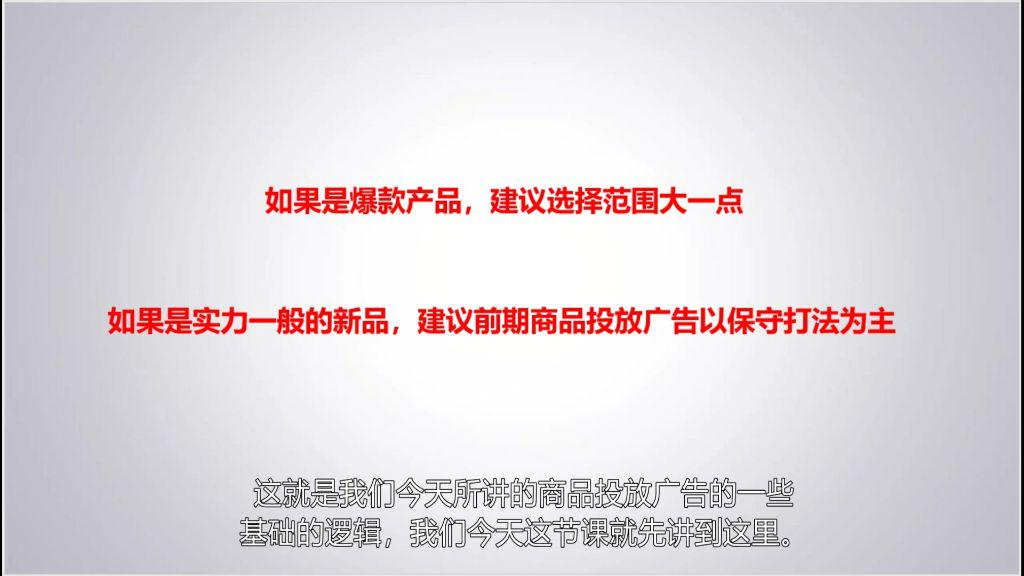 如果是爆款产品，建议选择范围大一点
如果是实力一般的新品，建议前期商品投放广告以保守打法为主
这就是我们今天所讲的商品投放广告的一些
基础的逻辑，我们今天这节课就先讲到这里。